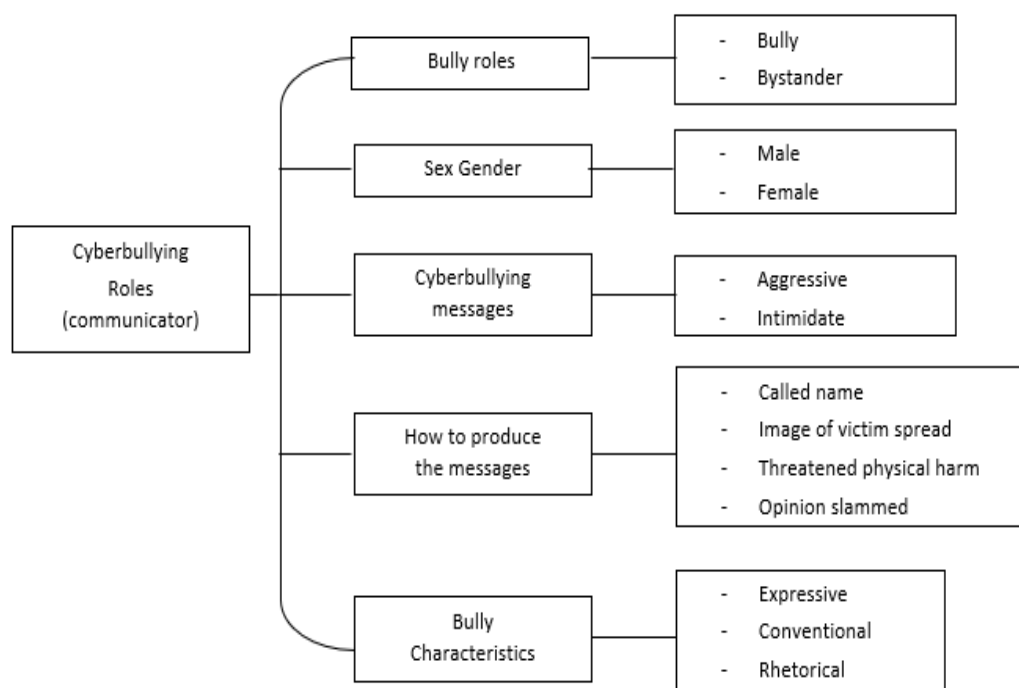 Bully roles
- Bully
- Bystander
Sex Gender
- Male
- Female
Cyberbullying
Roles
(communicator)
Cyberbullying
messages
- Aggressive
- Intimidate
How to produce
the messages
- Called name
- Image of victim spread
- Threatened physical harm
- Opinion slammed
Bully
Characteristics
- Expressive
- Conventional
- Rhetorical